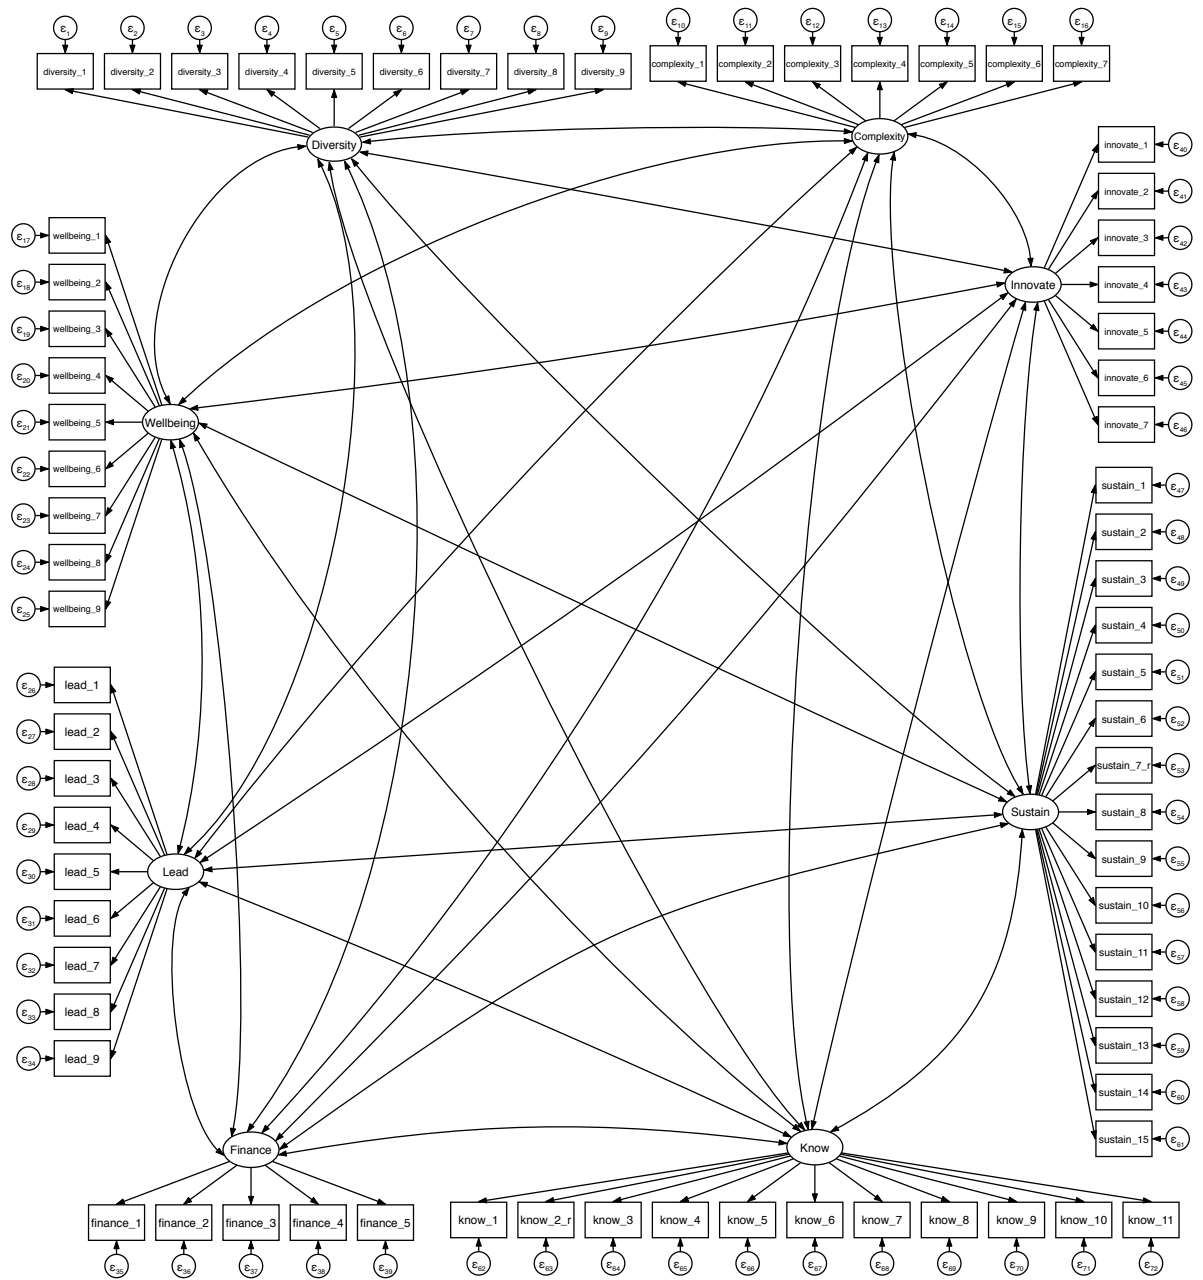 ε1 ε2 ε3 ε4 ε5 ε6 ε7 ε8 ε9
diversity_1 diversity_2 diversity_3 diversity_4 diversity_5 diversity_6 diversity_7 diversity_8 diversity_9
Diversity
ε10 ε11 ε12 ε13 ε14 ε15 ε16
complexity_1 complexity_2 complexity_3 complexity_4 complexity_5 complexity_6 complexity_7
Complexity
innovate_1 ε40
innovate_2 ε41
innovate_3 ε42
innovate_4 ε43
innovate_5 ε44
innovate_6 ε45
innovate_7 ε46
Innovate
ε17 wellbeing_1
ε18 wellbeing_2
ε19 wellbeing_3
ε20 wellbeing_4
ε21 wellbeing_5
ε22 wellbeing_6
ε23 wellbeing_7
ε24 wellbeing_8
ε25 wellbeing_9
Wellbeing
sustain_1 ε47
sustain_2 ε48
sustain_3 ε49
sustain_4 ε50
sustain_5 ε51
sustain_6 ε52
sustain_7_r ε53
sustain_8 ε54
sustain_9 ε55
sustain_10 ε56
sustain_11 ε57
sustain_12 ε58
sustain_13 ε59
sustain_14 ε60
sustain_15 ε61
Sustain
ε26 lead_1
ε27 lead_2
ε28 lead_3
ε29 lead_4
ε30 lead_5
ε31 lead_6
ε32 lead_7
ε33 lead_8
ε34 lead_9
Lead
Finance
finance_1 finance_2 finance_3 finance_4 finance_5
ε35 ε36 ε37 ε38 ε39
Know
know_1 know_2_r know_3 know_4 know_5 know_6 know_7 know_8 know_9 know_10 know_11
ε62 ε63 ε64 ε65 ε66 ε67 ε68 ε69 ε70 ε71 ε72